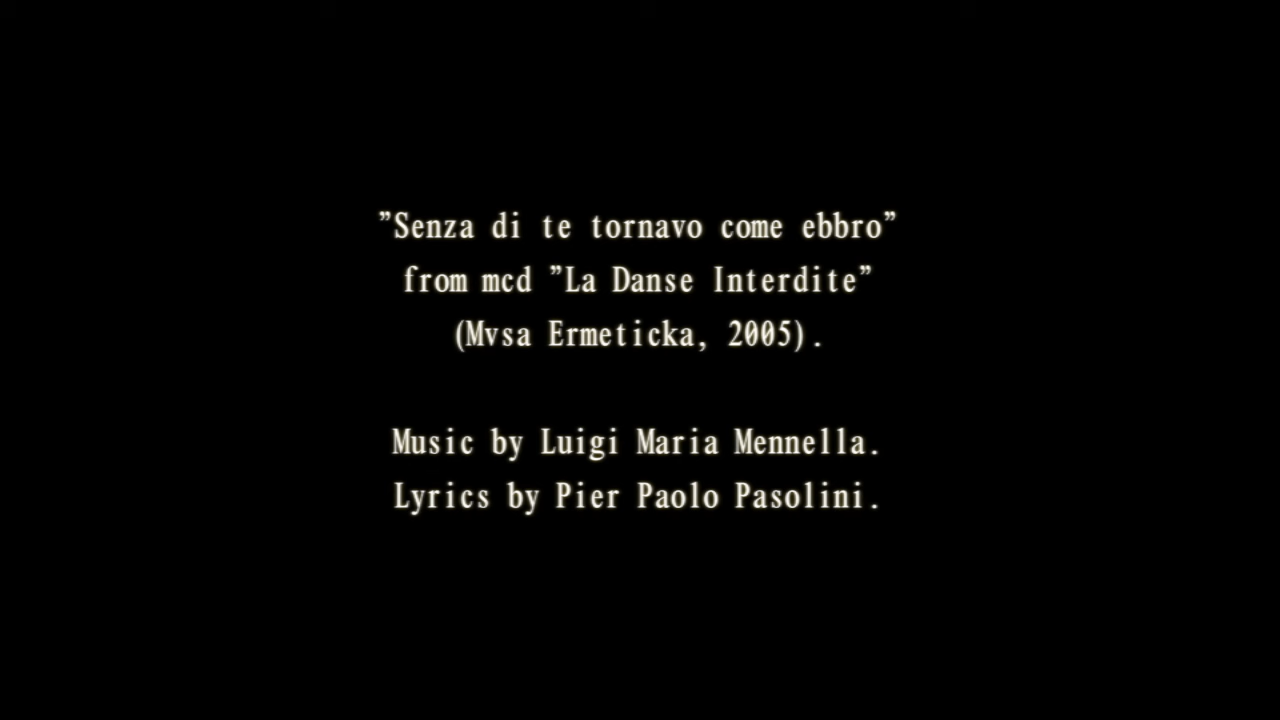 ”Senza di te tornavo come ebbro”
from mcd ”La Danse Interdite”
(Mvsa Ermeticka, 2005).
Music by Luigi Maria Mennella.
Lyrics by Pier Paolo Pasolini.